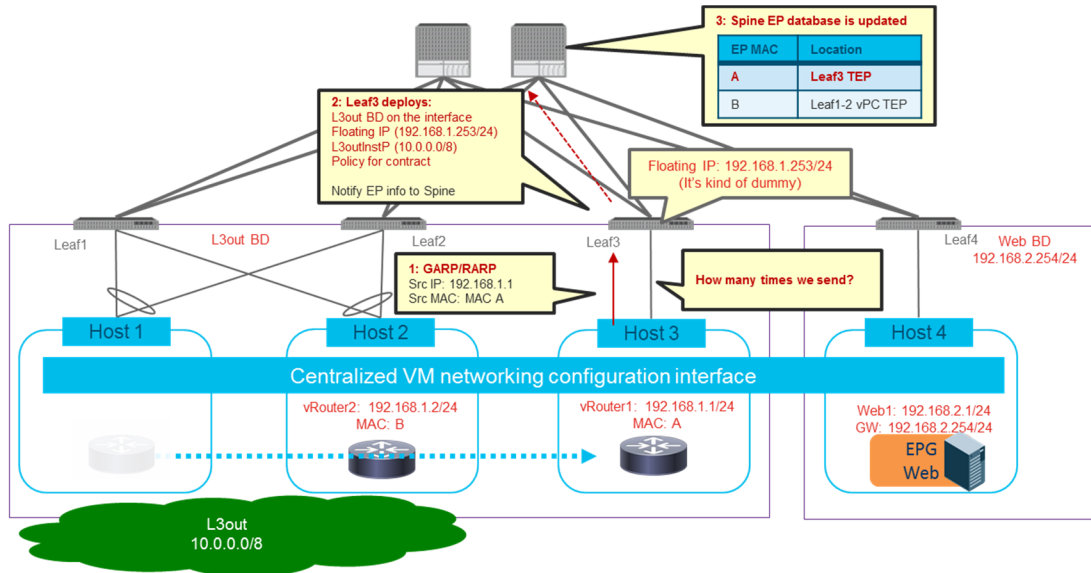 3: Spine EP database is updated
EP MAC Location
A Leaf3 TEP
B Leaf1-2 vPC TEP
2: Leaf3 deploys:
L3out BD on the interface
Floating IP (192.168.1.253/24)
L3outInstP (10.0.0.0/8)
Policy for contract
Notify EP info to Spine
Floating IP: 192.168.1.253/24
(It's kind of dummy)
Leaf1
L3out BD
Leaf2
Leaf3
Leaf4
Web BD
192.168.2.254/24
1: GARP/RARP
Src IP: 192.168.1.1
Src MAC: MAC A
How many times we send?
Host 1
Host 2
Host 3
Host 4
Centralized VM networking configuration interface
vRouter2: 192.168.1.2/24
MAC: B
vRouter1: 192.168.1.1/24
MAC: A
Web1: 192.168.2.1/24
GW: 192.168.2.254/24
EPG
Web
L3out
10.0.0.0/8